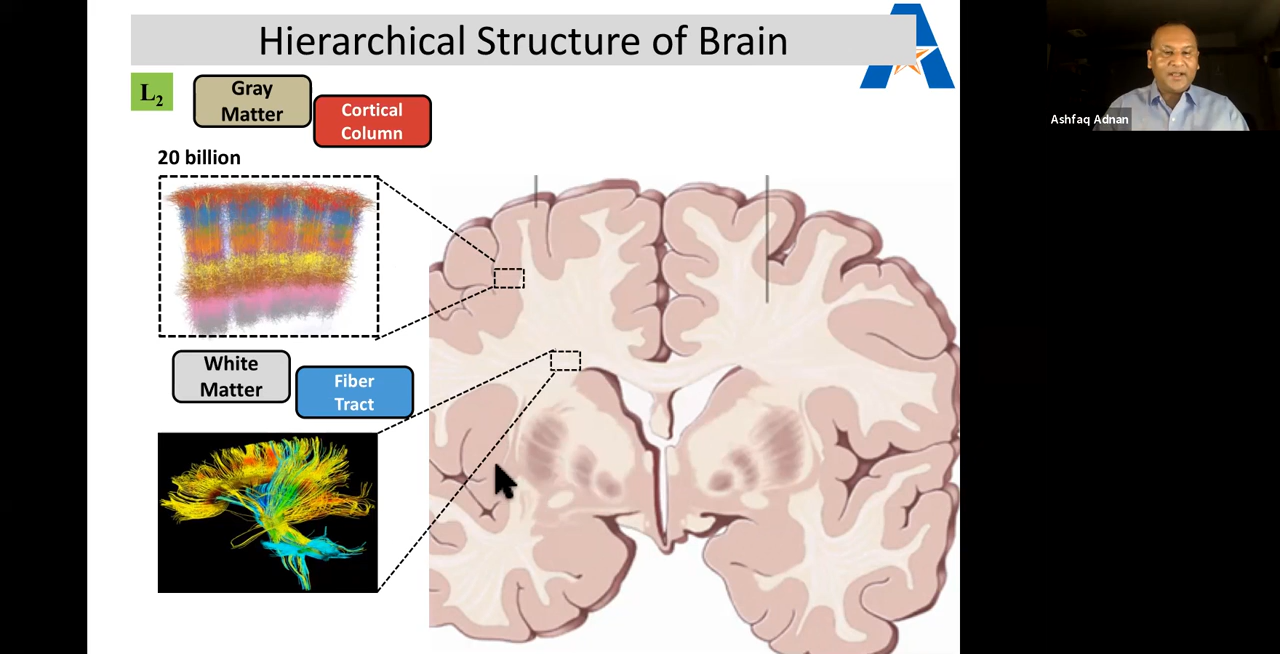 Hierarchical Structure of Brain
L2
Gray
Matter
Cortical
Column
20 billion
White
Matter
Fiber
Tract
Ashfaq Adnan